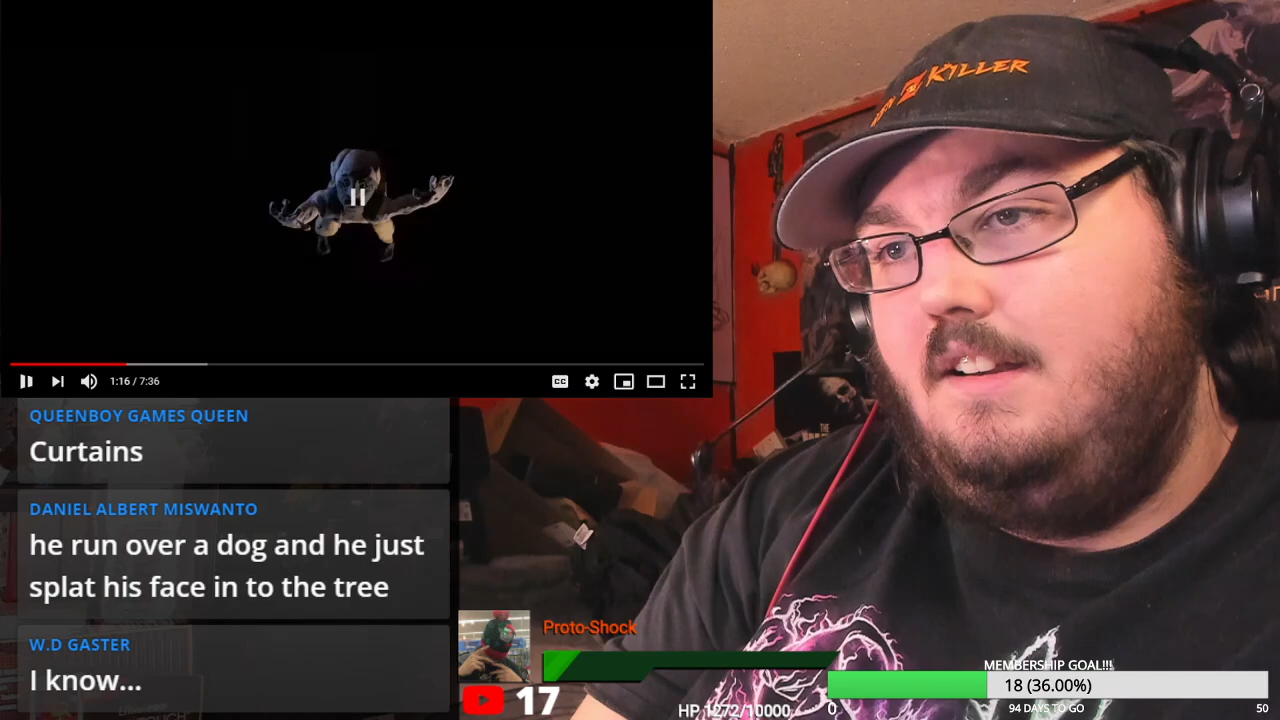 KILLER
1:16 / 7:36
CC
QUEENBOY GAMES QUEEN
Curtains
DANIEL ALBERT MISWANTO
he run over a dog and he just
splat his face in to the tree
W.D GASTER
I know...
THE
Proto-Shock
17
HP 1272/10000
MEMBERSHIP GOAL!!!
18 (36.00%)
0
94 DAYS TO GO
50